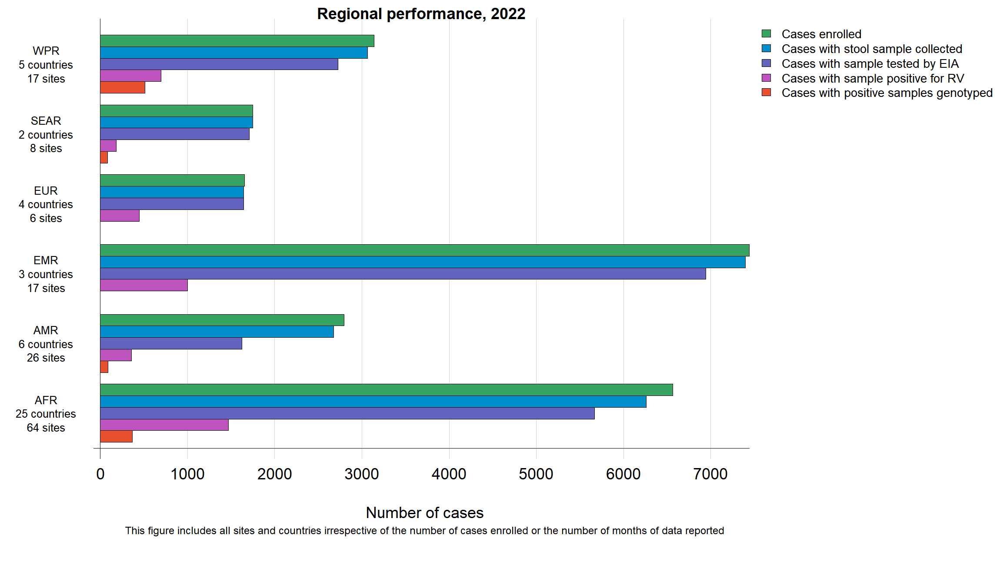 Regional performance, 2022
Cases enrolled
Cases with stool sample collected
Cases with sample tested by EIA
Cases with sample positive for RV
Cases with positive samples genotyped
WPR
5 countries
17 sites
SEAR
2 countries
8 sites
EUR
4 countries
6 sites
EMR
3 countries
17 sites
AMR
6 countries
26 sites
AFR
25 countries
64 sites
0 1000 2000 3000 4000 5000 6000 7000
Number of cases
This figure includes all sites and countries irrespective of the number of cases enrolled or the number of months of data reported